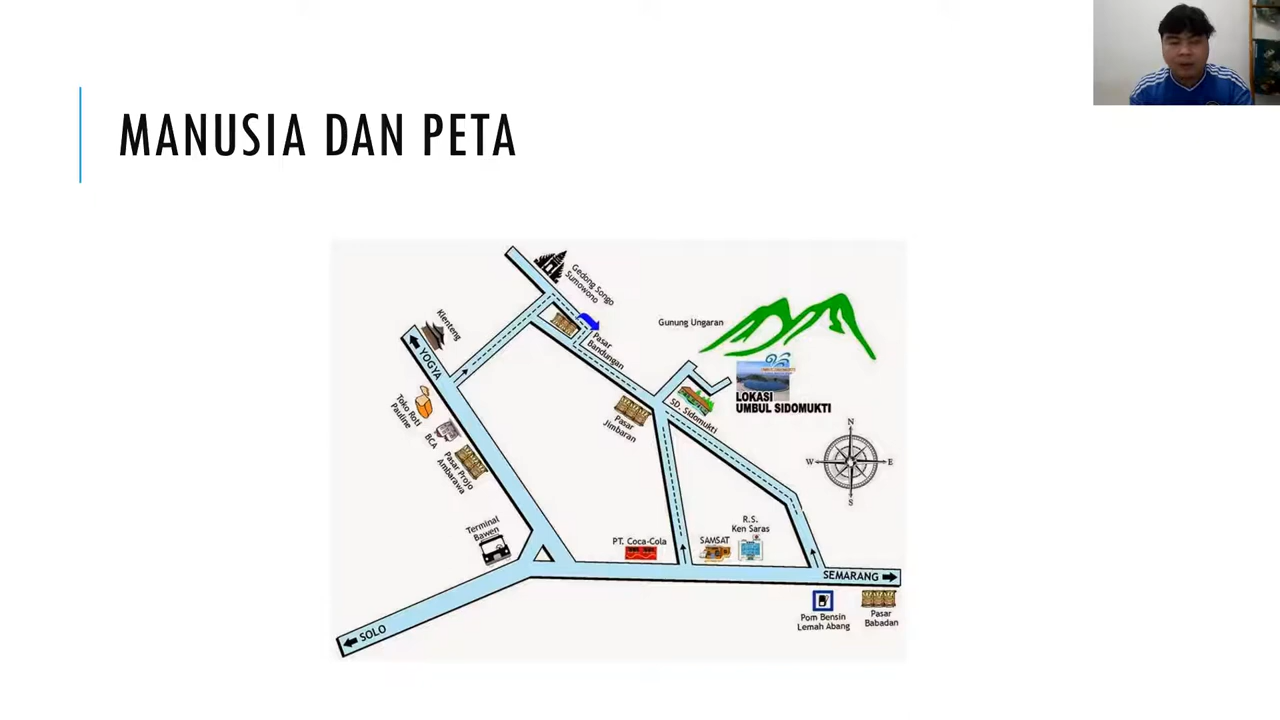 MANUSIA DAN PETA
Gedong Songo
Sumowono
Klenteng
YOGYA
Pasar
Bandungan
Gunung Ungaran
LOKASI
UMBUL SIDOMUKTI
SD. Sidomukti
Toko Roti
Pauline
BCA
Pasar Projo
Ambarawa
Pasar
Jimbaran
N
W
E
S
Terminal
Bawen
PT. Coca-Cola
SAMSAT
R.S.
Ken Saras
SEMARANG
SOLO
Pom Bensin
Lemah Abang
Pasar
Babadan